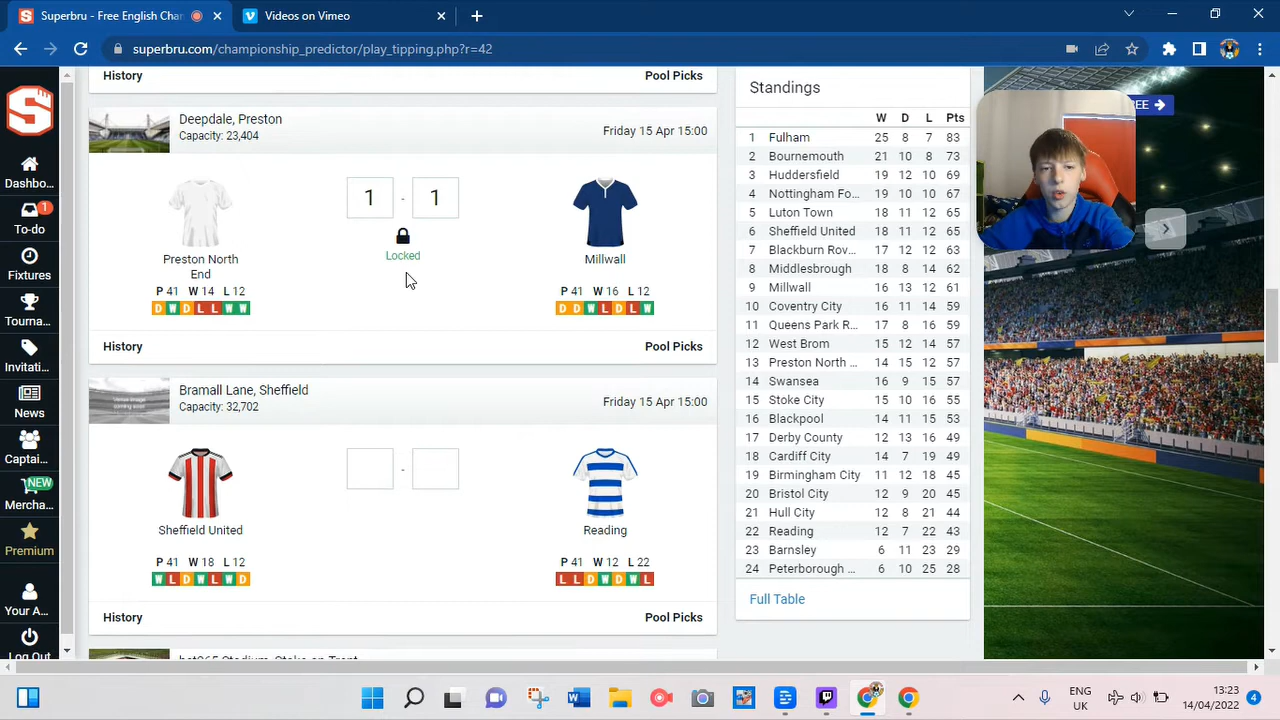 Superbru - Free English Cha
Videos on Vimeo
superbru.com/championship_predictor/play_tipping.php?r=42
Dashbo...
1
To-do
Fixtures
Tourna...
Invitati...
News
Captai...
NEW
Mercha...
Premium
Your A...
Log Out
History
Pool Picks
Deepdale, Preston
Capacity: 23,404
Friday 15 Apr 15:00
1 - 1
Locked
Preston North
End
P 41 W 14 L 12
D W D L L W W
Millwall
P 41 W 16 L 12
D D W L D L W
History
Pool Picks
Bramall Lane, Sheffield
Capacity: 32,702
Friday 15 Apr 15:00
-
Sheffield United
P 41 W 18 L 12
W L D W L W D
Reading
P 41 W 12 L 22
L L D W D W L
History
Pool Picks
bet365 Stadium, Stoke-on-Trent
Standings
W D L Pts
1 Fulham 25 8 7 83
2 Bournemouth 21 10 8 73
3 Huddersfield 19 12 10 69
4 Nottingham Fo... 19 10 10 67
5 Luton Town 18 11 12 65
6 Sheffield United 18 11 12 65
7 Blackburn Rov... 17 12 12 63
8 Middlesbrough 18 8 14 62
9 Millwall 16 13 12 61
10 Coventry City 16 11 14 59
11 Queens Park R... 17 8 16 59
12 West Brom 15 12 14 57
13 Preston North ... 14 15 12 57
14 Swansea 16 9 15 57
15 Stoke City 15 10 16 55
16 Blackpool 14 11 15 53
17 Derby County 12 13 16 49
18 Cardiff City 14 7 19 49
19 Birmingham City 11 12 18 45
20 Bristol City 12 9 20 45
21 Hull City 12 8 21 44
22 Reading 12 7 22 43
23 Barnsley 6 11 23 29
24 Peterborough ... 6 10 25 28
Full Table
EE
ENG
UK
13:23
14/04/2022
4